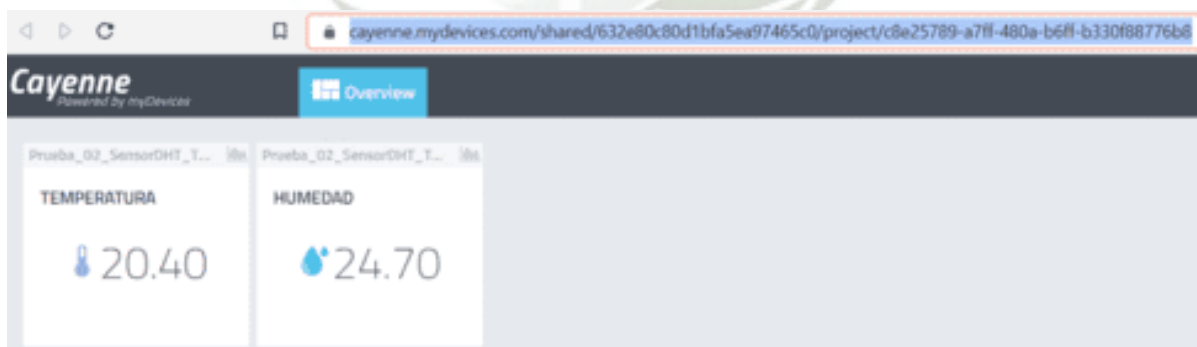 cayenne.mydevices.com/shared/632e80c80d1bfa5ea97465c0/project/c8e25789-a7ff-480a-b6ff-b330f88776b8
Cayenne
Powered by myDevices
Overview
Prueba_02_SensorDHT_T... Prueba_02_SensorDHT_T...
TEMPERATURA HUMEDAD
20.40 24.70